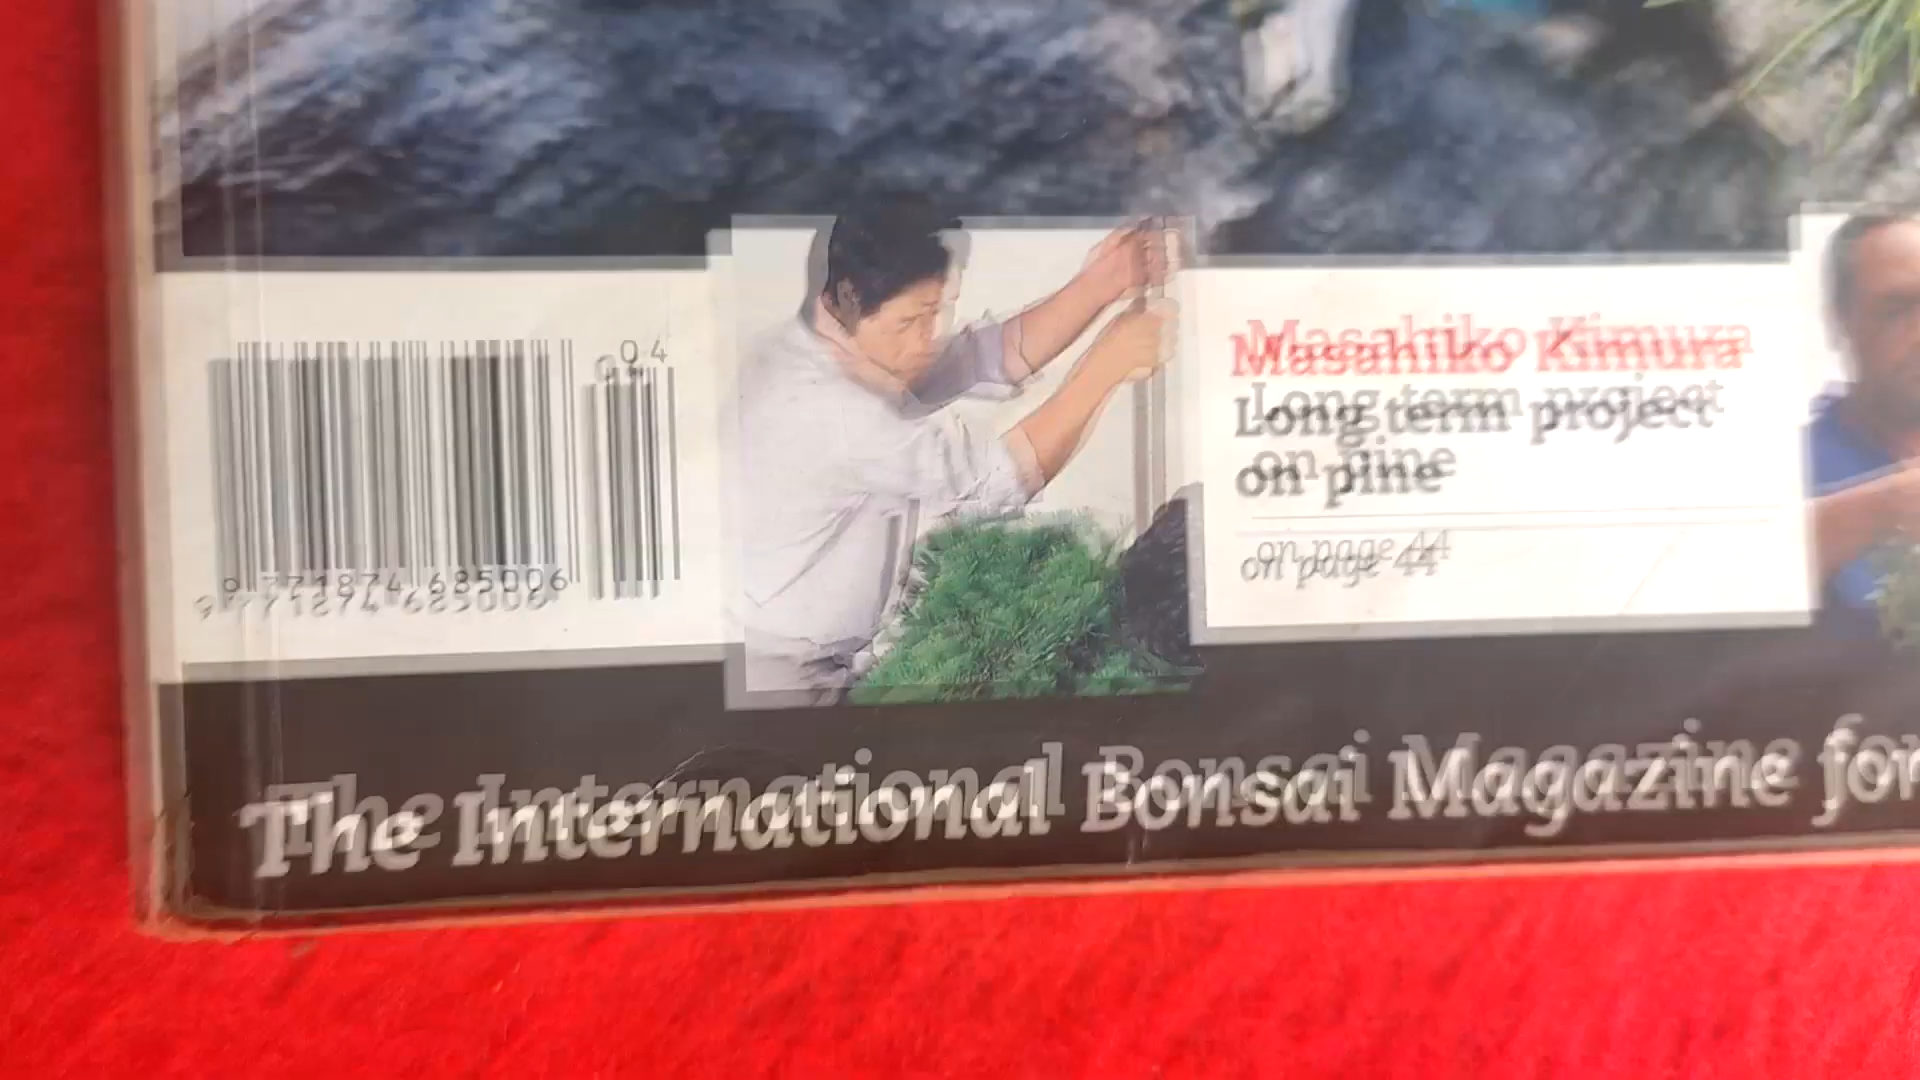 04
9 771874 685006
Masahiko Kimura
Long term project
on pine
on page 44
The International Bonsai Magazine for